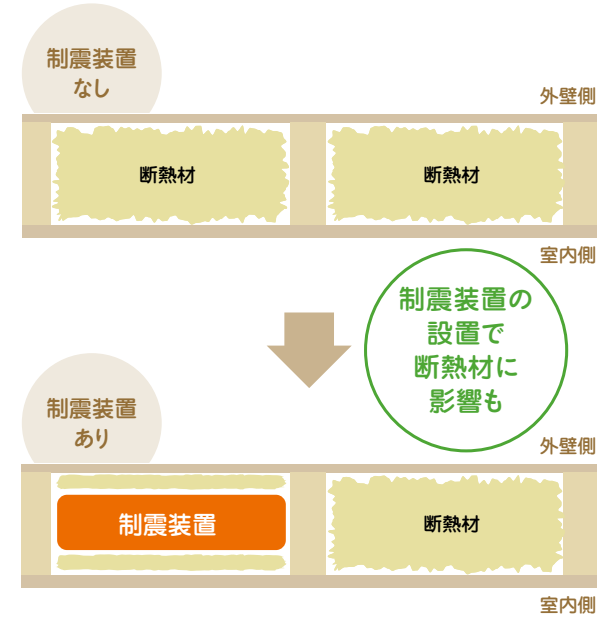 制震装置
なし
外壁側
断熱材
断熱材
室内側
制震装置の
設置で
断熱材に
影響も
制震装置
あり
外壁側
制震装置
断熱材
室内側